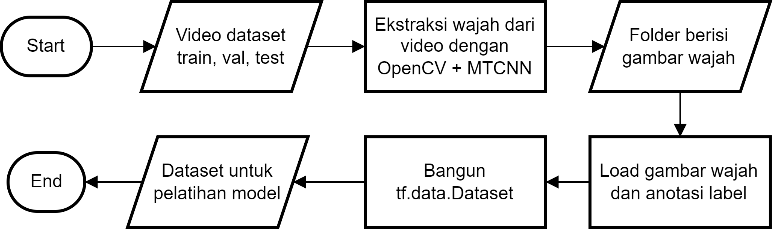 Start
Video dataset
train, val, test
Ekstraksi wajah dari
video dengan
OpenCV + MTCNN
Folder berisi
gambar wajah
Load gambar wajah
dan anotasi label
Bangun
tf.data.Dataset
Dataset untuk
pelatihan model
End